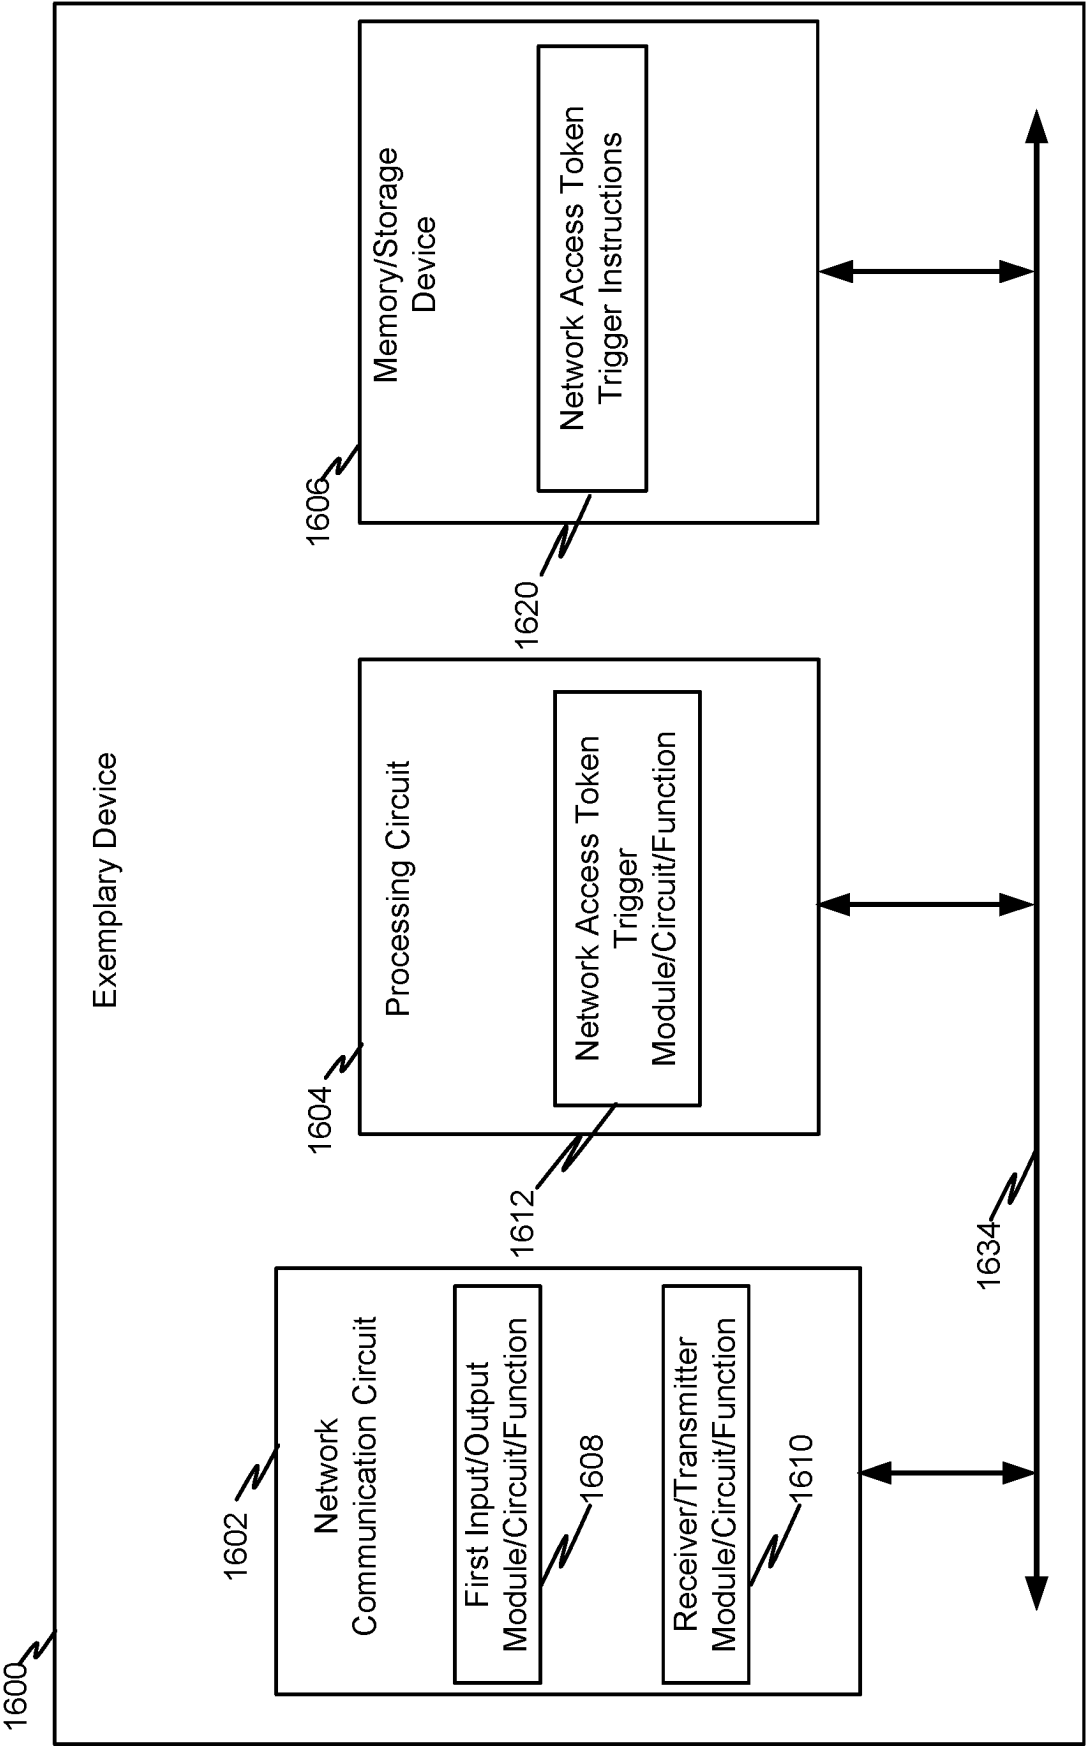 1600
Exemplary Device
1602
Network
Communication Circuit
First Input/Output
Module/Circuit/Function
1608
Receiver/Transmitter
Module/Circuit/Function
1610
1604
Processing Circuit
Network Access Token
Trigger
Module/Circuit/Function
1612
1606
Memory/Storage
Device
Network Access Token
Trigger Instructions
1620
1634